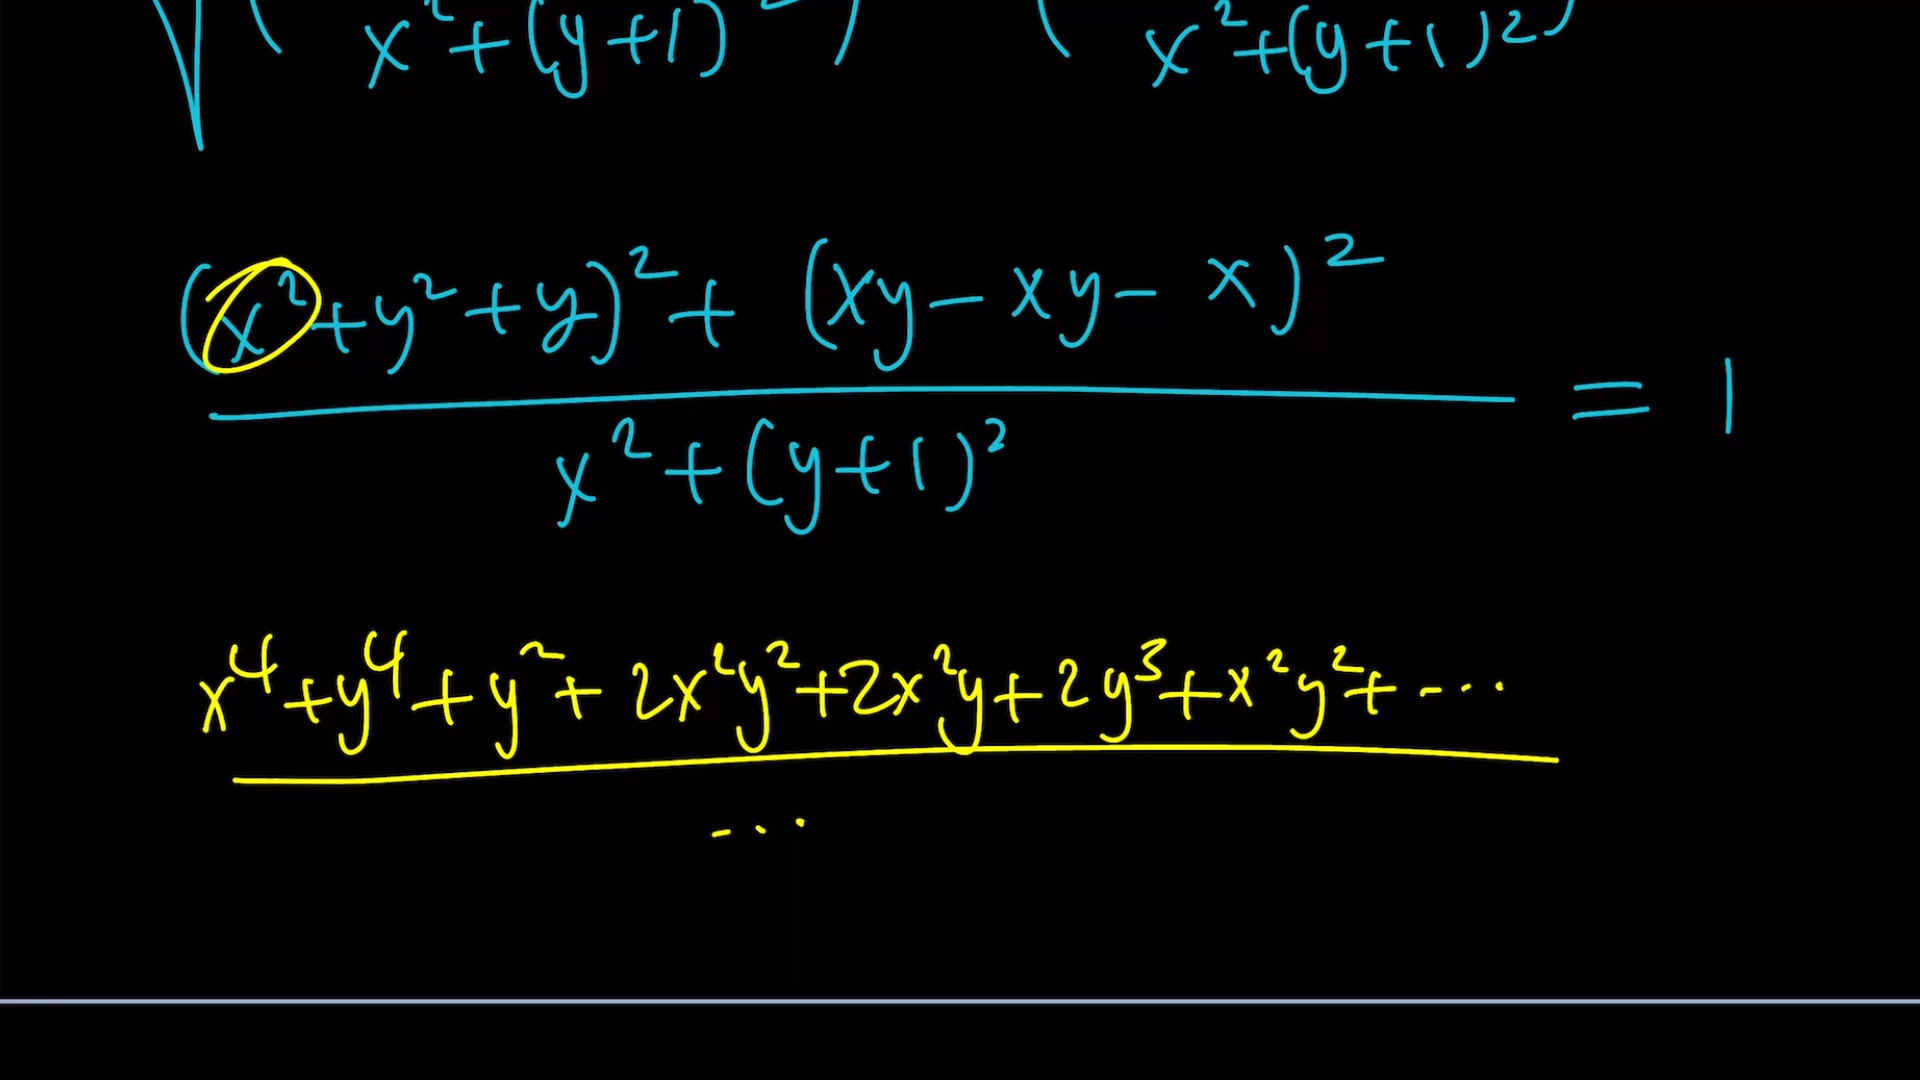 √( x²+(y+1)² ) ( x²+(y+1)² )
(x²+y²+y)² + (xy-xy-x)²
= 1
x²+(y+1)²
x⁴+y⁴+y²+2x²y²+2x²y+2y³+x²y²+...
...